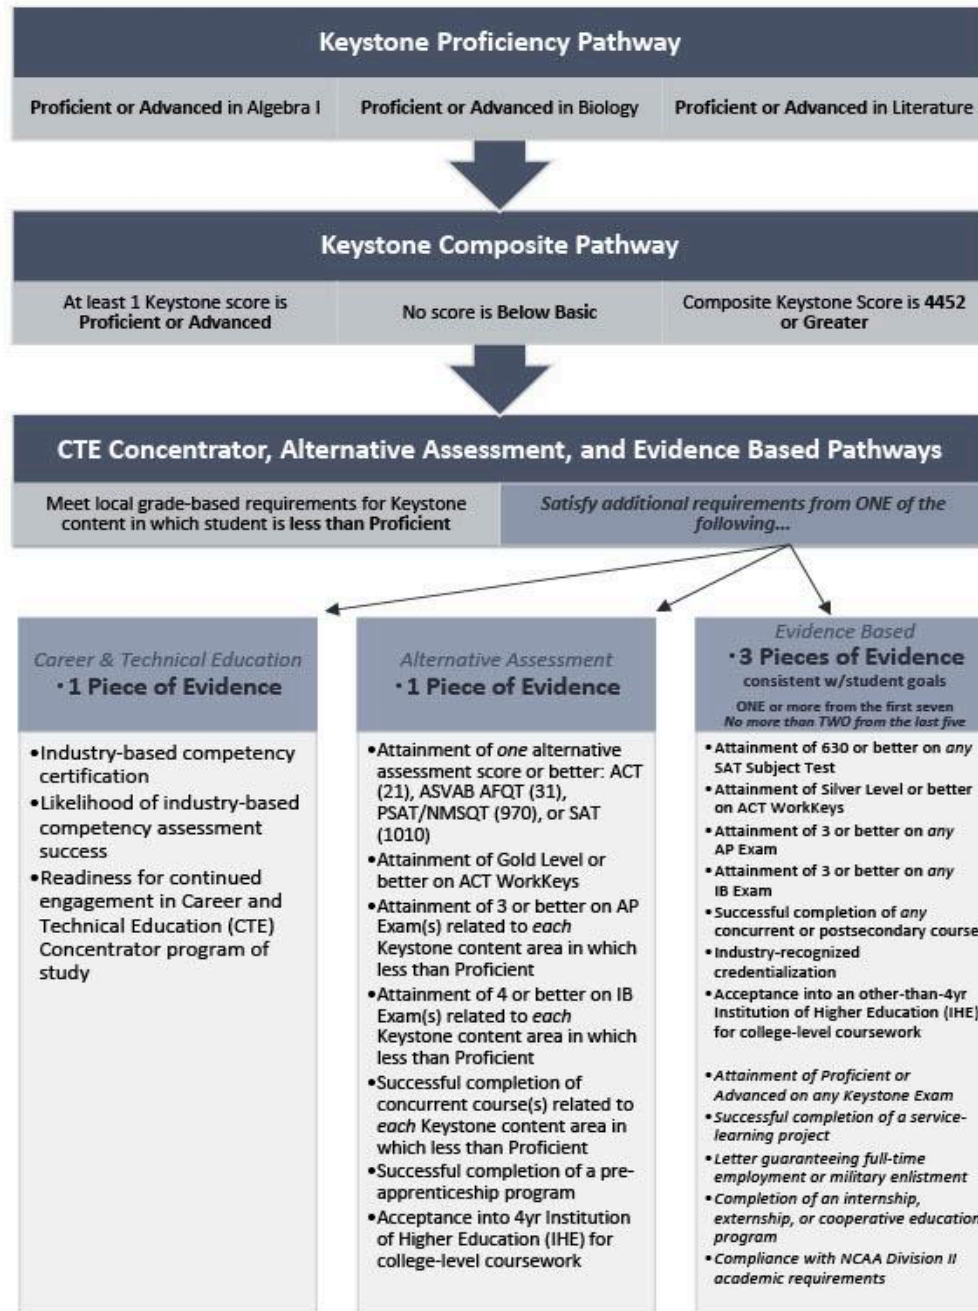 Keystone Proficiency Pathway
Proficient or Advanced in Algebra I
Proficient or Advanced in Biology
Proficient or Advanced in Literature
Keystone Composite Pathway
At least 1 Keystone score is
Proficient or Advanced
No score is Below Basic
Composite Keystone Score is 4452
or Greater
CTE Concentrator, Alternative Assessment, and Evidence Based Pathways
Meet local grade-based requirements for Keystone
content in which student is less than Proficient
Satisfy additional requirements from ONE of the
following...
Career & Technical Education
· 1 Piece of Evidence
•Industry-based competency
certification
•Likelihood of industry-based
competency assessment
success
•Readiness for continued
engagement in Career and
Technical Education (CTE)
Concentrator program of
study
Alternative Assessment
· 1 Piece of Evidence
•Attainment of one alternative
assessment score or better: ACT
(21), ASVAB AFQT (31),
PSAT/NMSQT (970), or SAT
(1010)
•Attainment of Gold Level or
better on ACT WorkKeys
•Attainment of 3 or better on AP
Exam(s) related to each
Keystone content area in which
less than Proficient
•Attainment of 4 or better on IB
Exam(s) related to each
Keystone content area in which
less than Proficient
•Successful completion of
concurrent course(s) related to
each Keystone content area in
which less than Proficient
•Successful completion of a pre-
apprenticeship program
•Acceptance into 4yr Institution
of Higher Education (IHE) for
college-level coursework
Evidence Based
· 3 Pieces of Evidence
consistent w/student goals
ONE or more from the first seven
No more than TWO from the last five
• Attainment of 630 or better on any
SAT Subject Test
• Attainment of Silver Level or better
on ACT WorkKeys
• Attainment of 3 or better on any
AP Exam
• Attainment of 3 or better on any
IB Exam
• Successful completion of any
concurrent or postsecondary course
• Industry-recognized
credentialization
• Acceptance into an other-than-4yr
Institution of Higher Education (IHE)
for college-level coursework
• Attainment of Proficient or
Advanced on any Keystone Exam
• Successful completion of a service-
learning project
• Letter guaranteeing full-time
employment or military enlistment
• Completion of an internship,
externship, or cooperative education
program
• Compliance with NCAA Division II
academic requirements